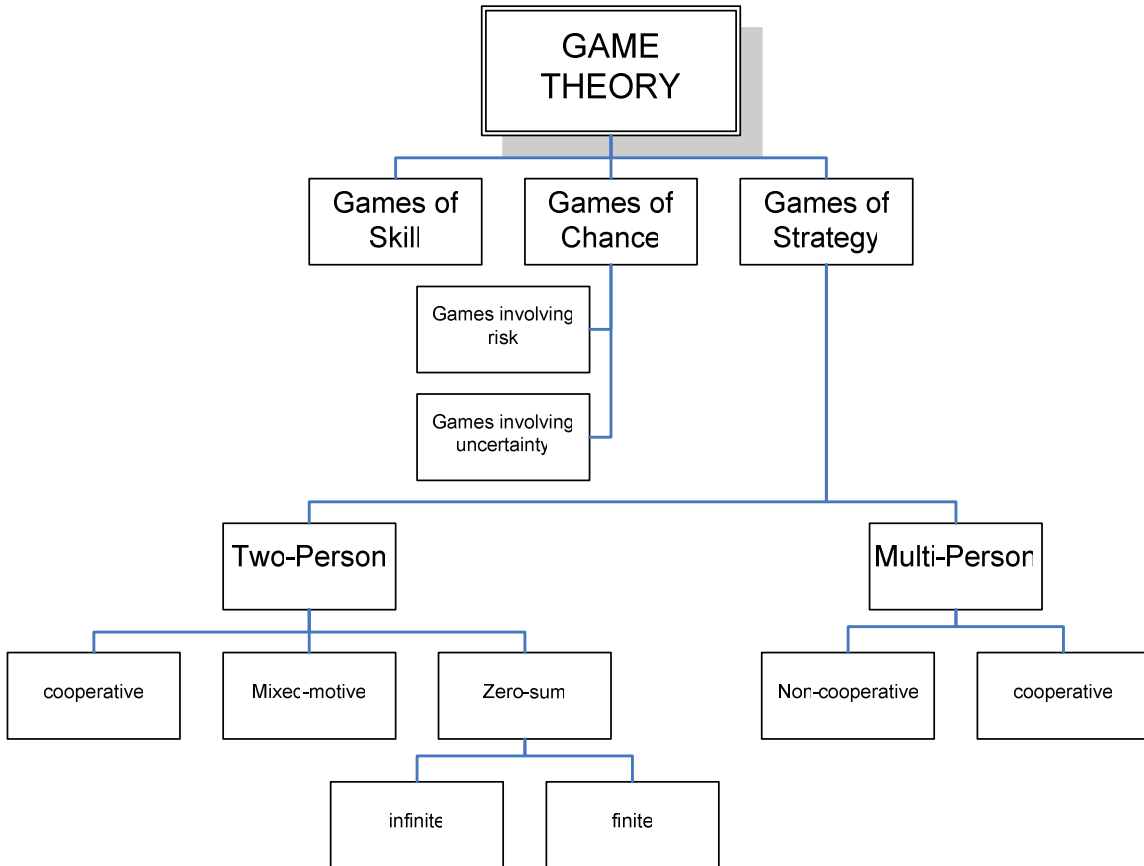 GAME
THEORY
Games of
Skill
Games of
Chance
Games of
Strategy
Games involving
risk
Games involving
uncertainty
Two-Person
Multi-Person
cooperative
Mixed-motive
Zero-sum
Non-cooperative
cooperative
infinite
finite